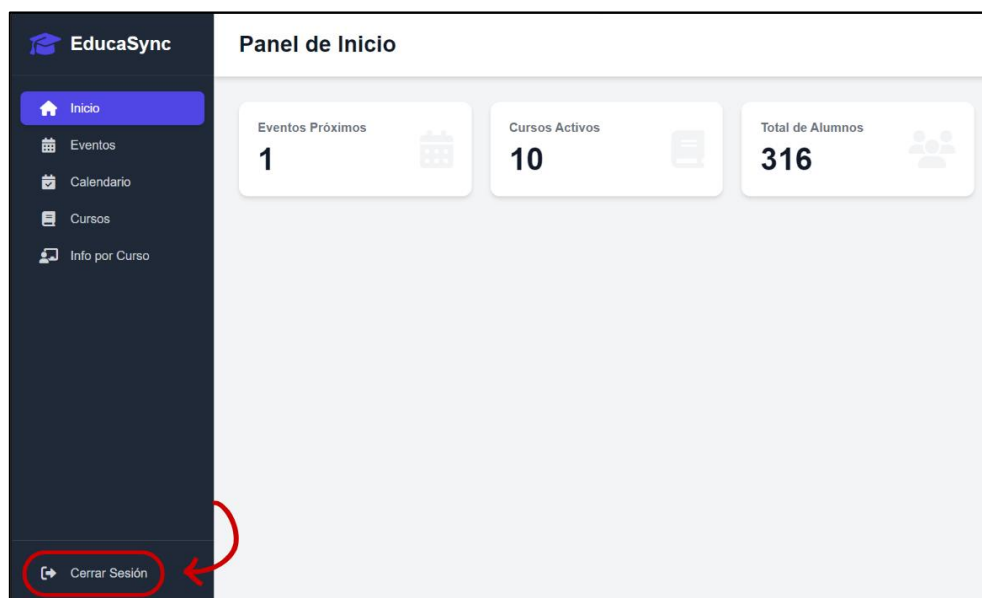 EducaSync
Panel de Inicio
Inicio
Eventos
Calendario
Cursos
Info por Curso
Eventos Próximos
1
Cursos Activos
10
Total de Alumnos
316
Cerrar Sesión